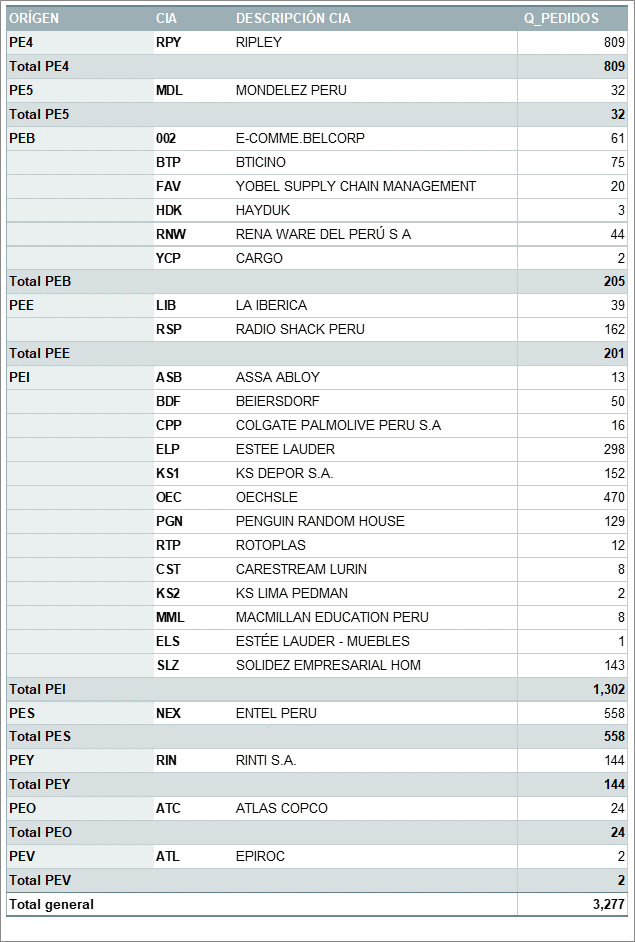 ORÍGEN CIA DESCRIPCIÓN CIA Q_PEDIDOS
PE4 RPY RIPLEY 809
Total PE4 809
PE5 MDL MONDELEZ PERU 32
Total PE5 32
PEB 002 E-COMME.BELCORP 61
BTP BTICINO 75
FAV YOBEL SUPPLY CHAIN MANAGEMENT 20
HDK HAYDUK 3
RNW RENA WARE DEL PERÚ S A 44
YCP CARGO 2
Total PEB 205
PEE LIB LA IBERICA 39
RSP RADIO SHACK PERU 162
Total PEE 201
PEI ASB ASSA ABLOY 13
BDF BEIERSDORF 50
CPP COLGATE PALMOLIVE PERU S.A 16
ELP ESTEE LAUDER 298
KS1 KS DEPOR S.A. 152
OEC OECHSLE 470
PGN PENGUIN RANDOM HOUSE 129
RTP ROTOPLAS 12
CST CARESTREAM LURIN 8
KS2 KS LIMA PEDMAN 2
MML MACMILLAN EDUCATION PERU 8
ELS ESTÉE LAUDER - MUEBLES 1
SLZ SOLIDEZ EMPRESARIAL HOM 143
Total PEI 1,302
PES NEX ENTEL PERU 558
Total PES 558
PEY RIN RINTI S.A. 144
Total PEY 144
PEO ATC ATLAS COPCO 24
Total PEO 24
PEV ATL EPIROC 2
Total PEV 2
Total general 3,277